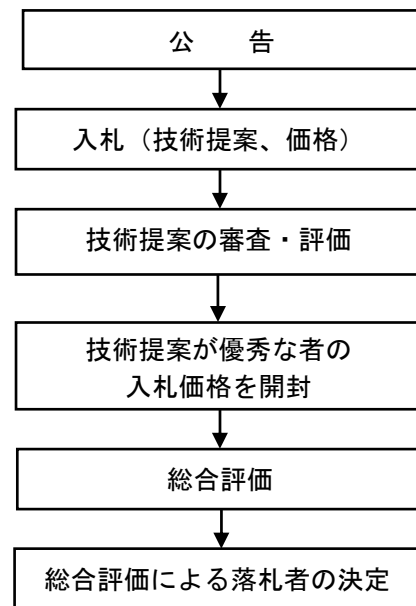 公　　告
入札（技術提案、価格）
技術提案の審査・評価
技術提案が優秀な者の
入札価格を開封
総合評価
総合評価による落札者の決定